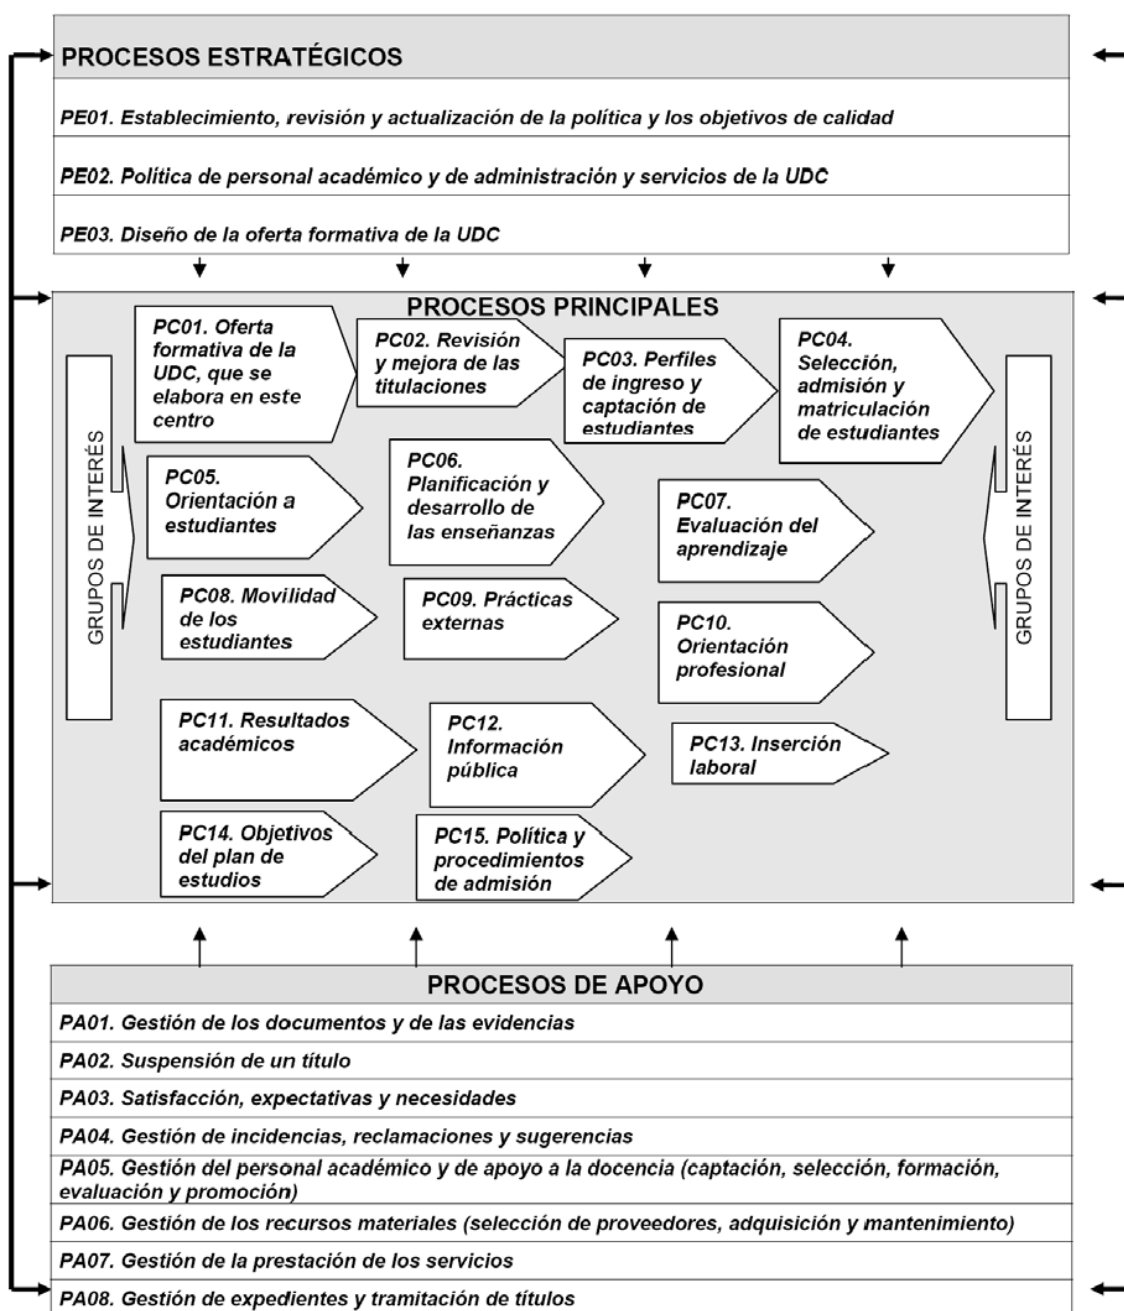 PROCESOS ESTRATÉGICOS
PE01. Establecimiento, revisión y actualización de la política y los objetivos de calidad
PE02. Política de personal académico y de administración y servicios de la UDC
PE03. Diseño de la oferta formativa de la UDC
PROCESOS PRINCIPALES
GRUPOS DE INTERÉS
PC01. Oferta
formativa de la
UDC, que se
elabora en este
centro
PC02. Revisión
y mejora de las
titulaciones
PC03. Perfiles
de ingreso y
captación de
estudiantes
PC04.
Selección,
admisión y
matriculación
de estudiantes
PC05.
Orientación a
estudiantes
PC06.
Planificación y
desarrollo de
las enseñanzas
PC07.
Evaluación del
aprendizaje
PC08. Movilidad
de los
estudiantes
PC09. Prácticas
externas
PC10.
Orientación
profesional
PC11. Resultados
académicos
PC12.
Información
pública
PC13. Inserción
laboral
PC14. Objetivos
del plan de
estudios
PC15. Política y
procedimientos
de admisión
GRUPOS DE INTERÉS
PROCESOS DE APOYO
PA01. Gestión de los documentos y de las evidencias
PA02. Suspensión de un título
PA03. Satisfacción, expectativas y necesidades
PA04. Gestión de incidencias, reclamaciones y sugerencias
PA05. Gestión del personal académico y de apoyo a la docencia (captación, selección, formación,
evaluación y promoción)
PA06. Gestión de los recursos materiales (selección de proveedores, adquisición y mantenimiento)
PA07. Gestión de la prestación de los servicios
PA08. Gestión de expedientes y tramitación de títulos